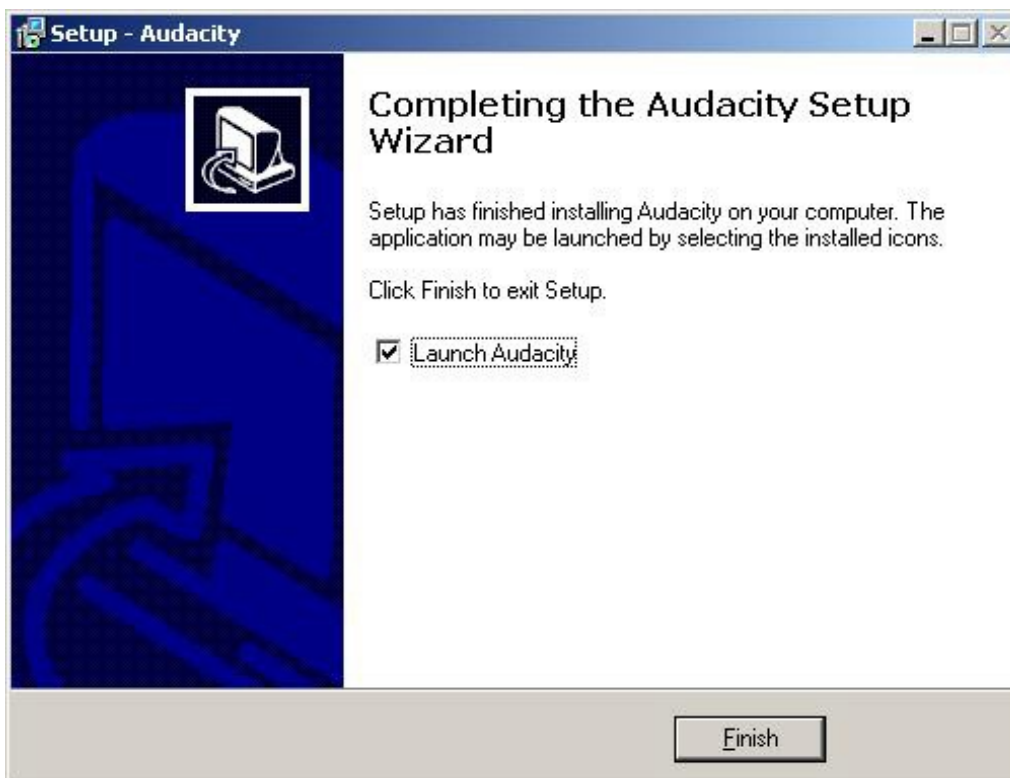 Setup - Audacity
Completing the Audacity Setup
Wizard
Setup has finished installing Audacity on your computer. The
application may be launched by selecting the installed icons.
Click Finish to exit Setup.
Launch Audacity
Finish